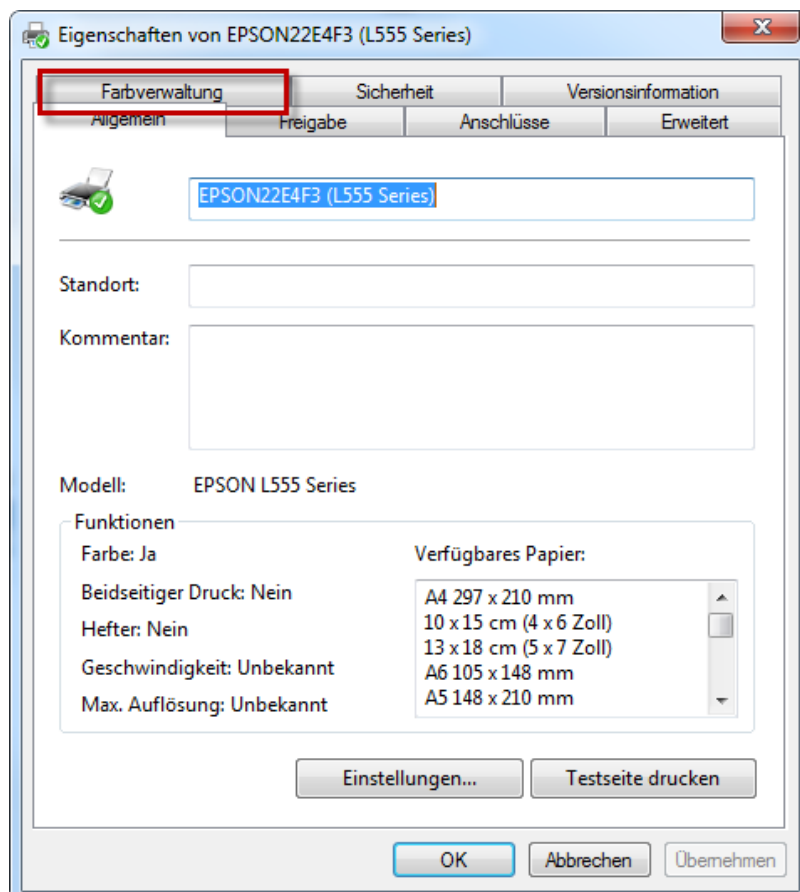 Eigenschaften von EPSON22E4F3 (L555 Series)
Farbverwaltung Sicherheit Versionsinformation
Allgemein Freigabe Anschlüsse Erweitert
EPSON22E4F3 (L555 Series)
Standort:
Kommentar:
Modell: EPSON L555 Series
Funktionen
Farbe: Ja
Beidseitiger Druck: Nein
Hefter: Nein
Geschwindigkeit: Unbekannt
Max. Auflösung: Unbekannt
Verfügbares Papier:
A4 297 x 210 mm
10 x 15 cm (4 x 6 Zoll)
13 x 18 cm (5 x 7 Zoll)
A6 105 x 148 mm
A5 148 x 210 mm
Einstellungen... Testseite drucken
OK Abbrechen Übernehmen